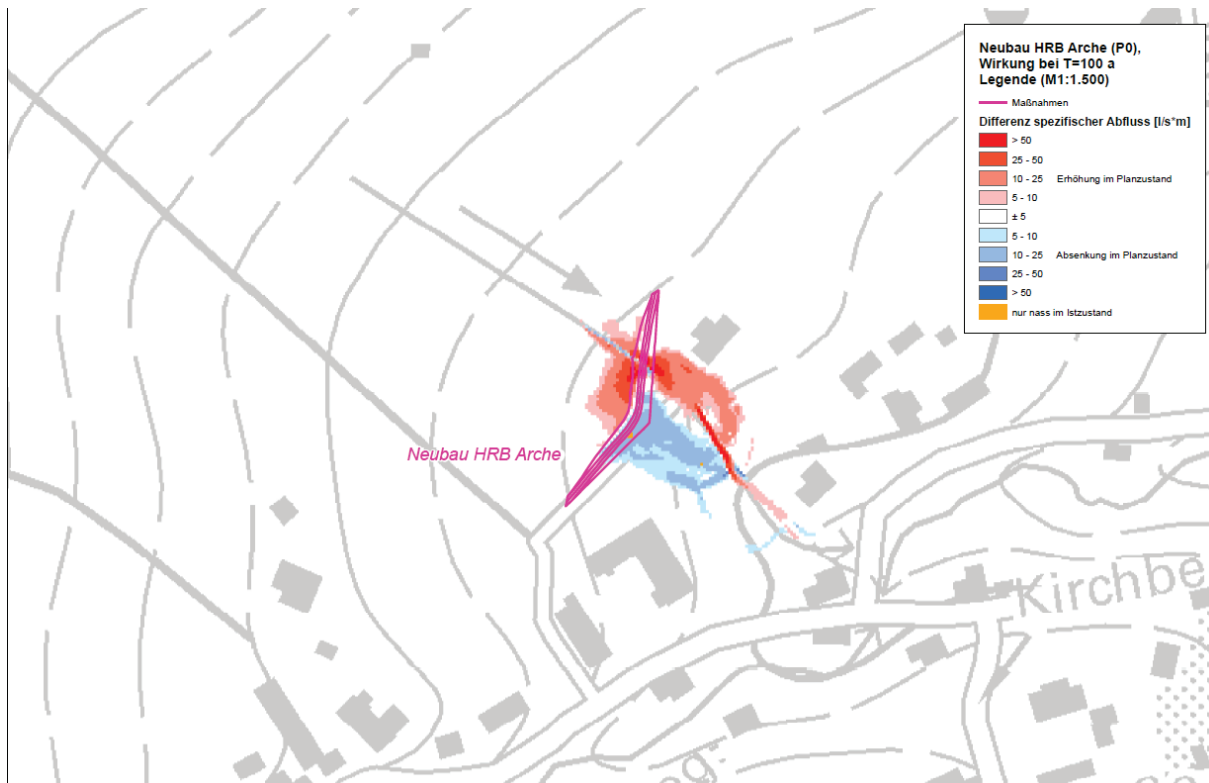 Neubau HRB Arche (P0),
Wirkung bei T=100 a
Legende (M1:1.500)
Maßnahmen
Differenz spezifischer Abfluss [l/s*m]
> 50
25 - 50
10 - 25 Erhöhung im Planzustand
5 - 10
± 5
5 - 10
10 - 25 Absenkung im Planzustand
25 - 50
> 50
nur nass im Istzustand
Neubau HRB Arche
Kirchbe